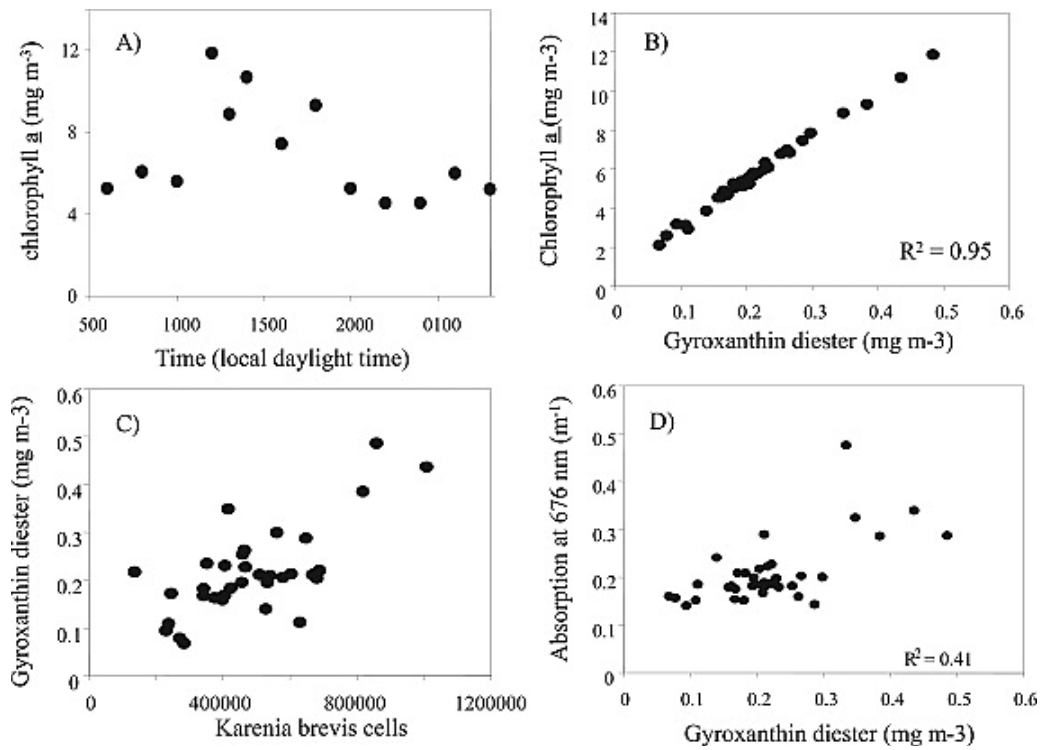 A)
chlorophyll a (mg m-3)
12
8
4
0
500 1000 1500 2000 0100
Time (local daylight time)
B)
Chlorophyll a (mg m-3)
14
12
10
8
6
4
2
0
R2 = 0.95
0 0.1 0.2 0.3 0.4 0.5 0.6
Gyroxanthin diester (mg m-3)
C)
Gyroxanthin diester (mg m-3)
0.6
0.5
0.4
0.3
0.2
0.1
0
0 400000 800000 1200000
Karenia brevis cells
D)
Absorption at 676 nm (m-1)
0.6
0.5
0.4
0.3
0.2
0.1
0
R2 = 0.41
0 0.1 0.2 0.3 0.4 0.5 0.6
Gyroxanthin diester (mg m-3)